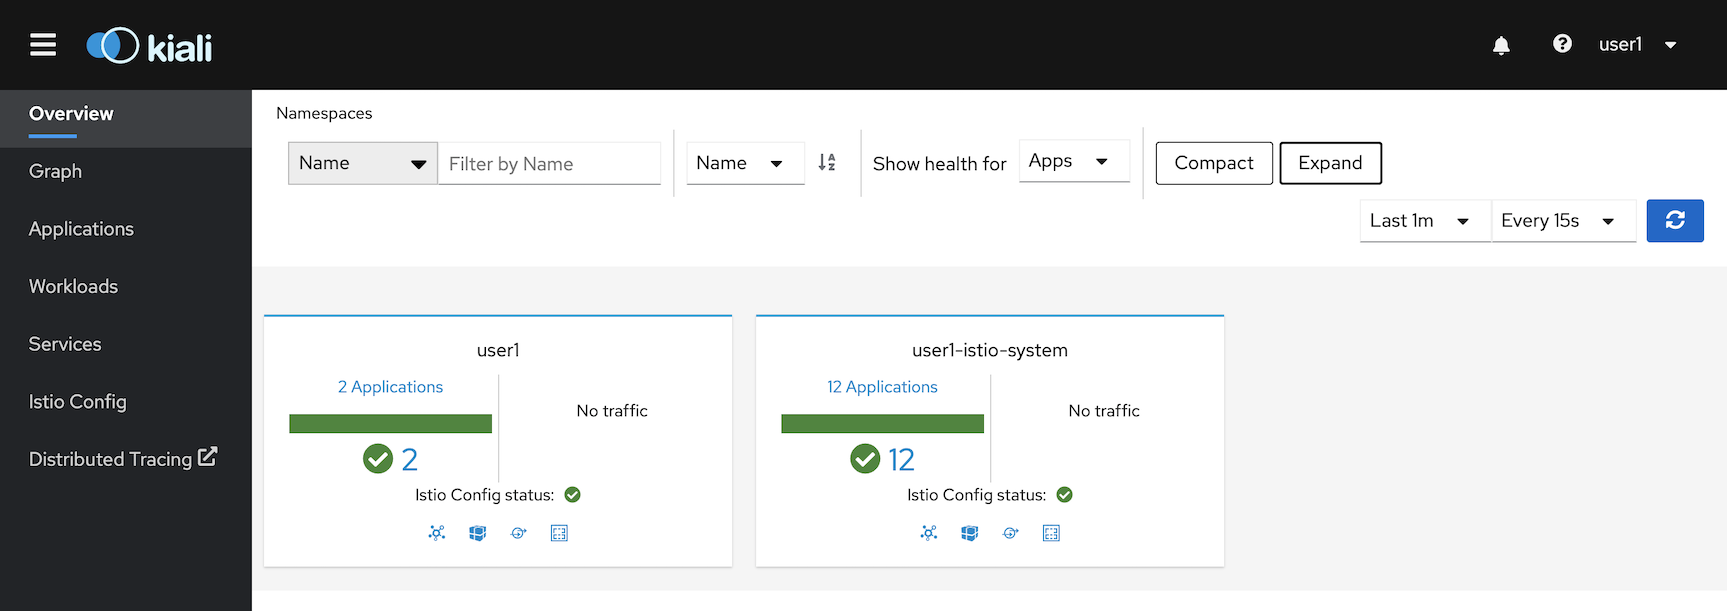 kiali
user1
Overview
Graph
Applications
Workloads
Services
Istio Config
Distributed Tracing
Namespaces
Name
Filter by Name
Name
Show health for
Apps
Compact
Expand
Last 1m
Every 15s
user1
2 Applications
No traffic
2
Istio Config status:
user1-istio-system
12 Applications
No traffic
12
Istio Config status: